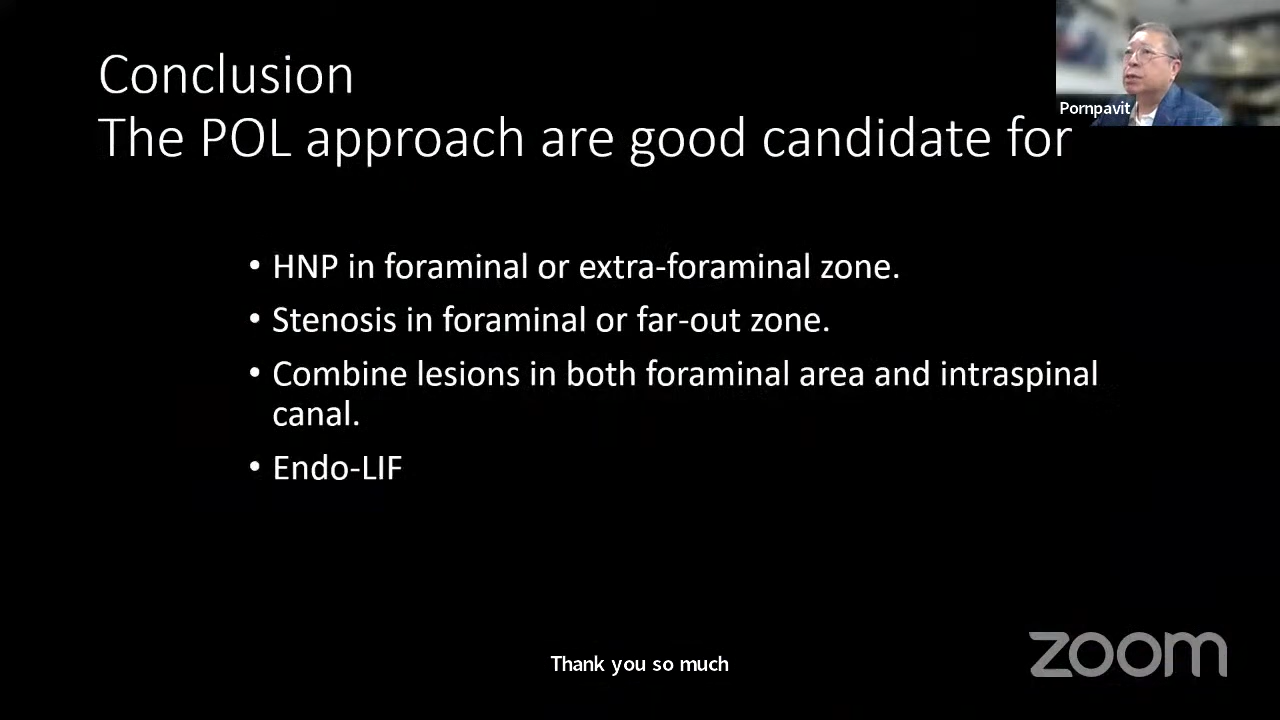 Conclusion
The POL approach are good candidate for
Pornpavit
• HNP in foraminal or extra-foraminal zone.
• Stenosis in foraminal or far-out zone.
• Combine lesions in both foraminal area and intraspinal
canal.
• Endo-LIF
Thank you so much
zoom